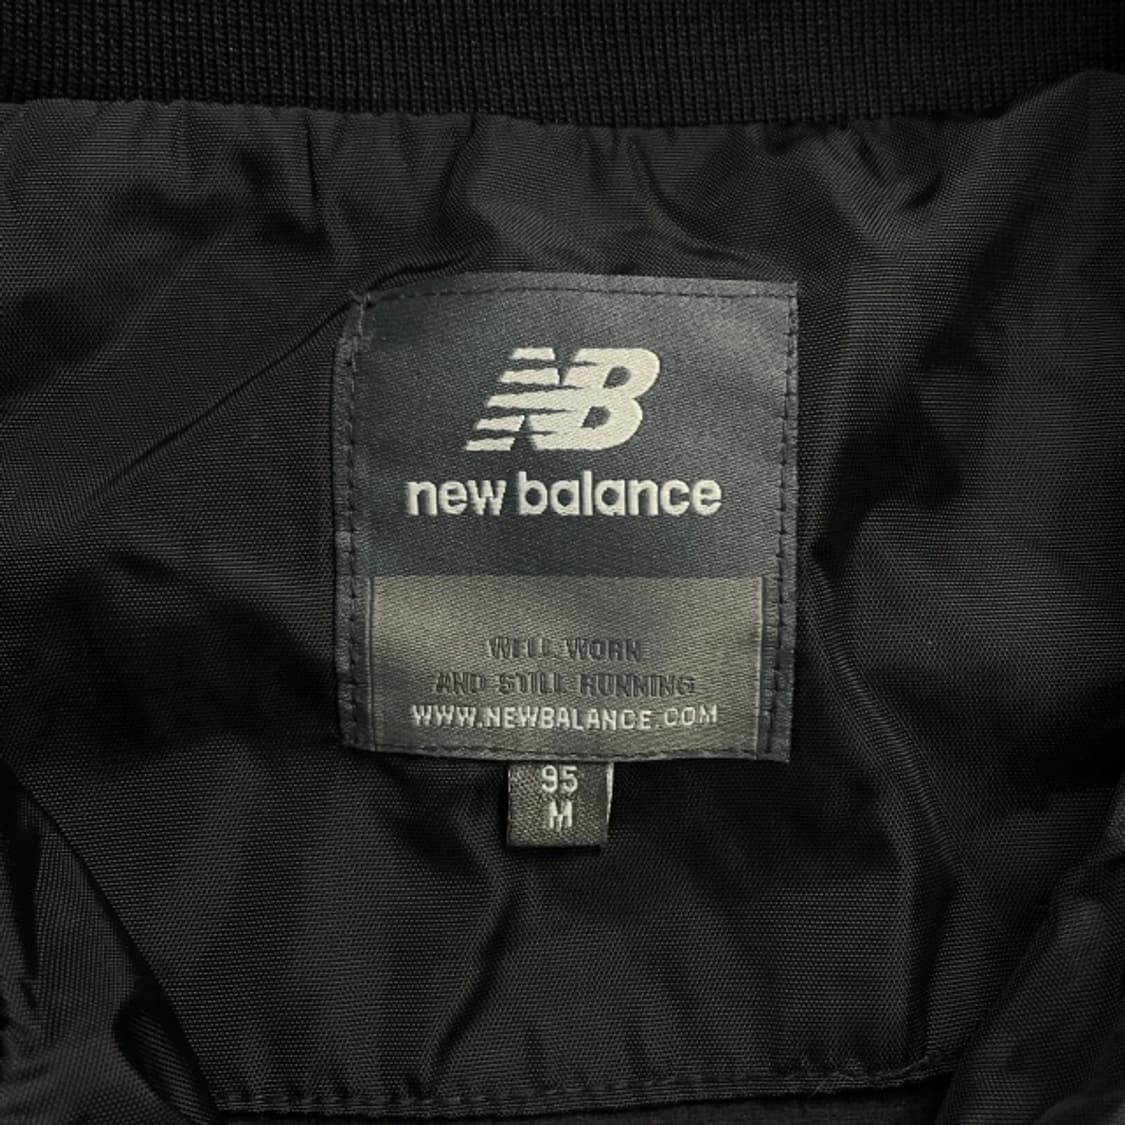 NB
new balance
WELL WORN
AND STILL RUNNING
WWW.NEWBALANCE.COM
95
M